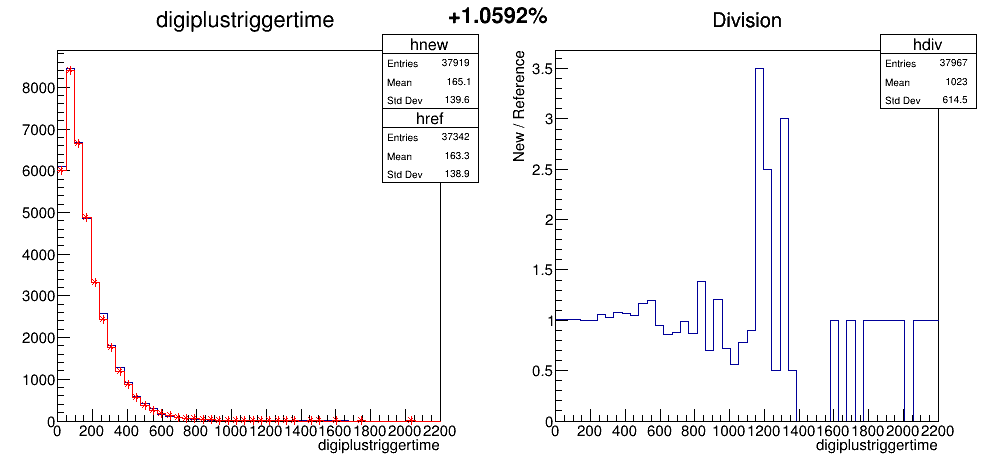 digiplustriggertime
+1.0592%
Division
hnew
Entries 37919
Mean 165.1
Std Dev 139.6
href
Entries 37342
Mean 163.3
Std Dev 138.9
8000
7000
6000
5000
4000
3000
2000
1000
0
0 200 400 600 800 1000 1200 1400 1600 1800 2000 2200
digiplustriggertime
hdiv
Entries 37967
Mean 1023
Std Dev 614.5
New / Reference
3.5
3
2.5
2
1.5
1
0.5
0
0 200 400 600 800 1000 1200 1400 1600 1800 2000 2200
digiplustriggertime